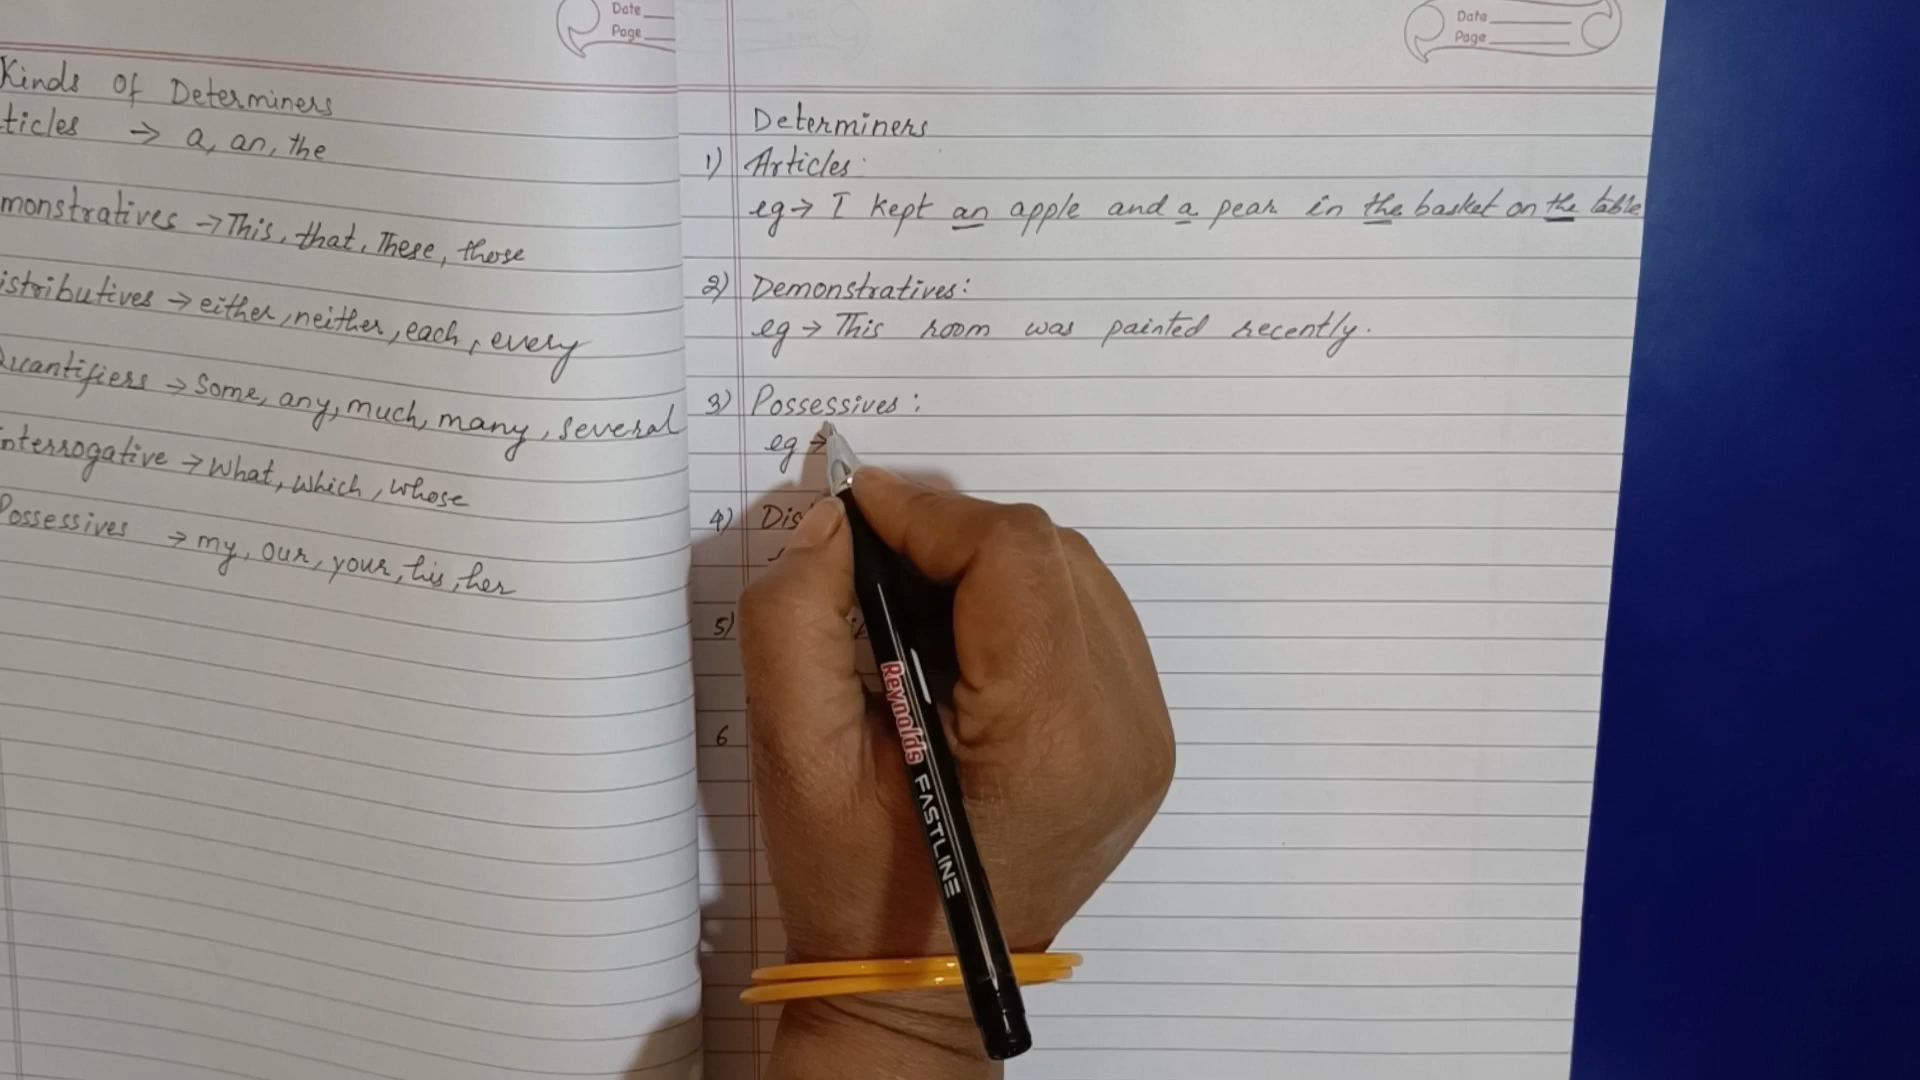 Date
Page
Kinds of Determiners
ticles → a, an, the
monstratives → This, that, These, those
istributives → either, neither, each, every
Quantifiers → Some, any, much, many, several
nterrogative → What, which, whose
Possessives → my, our, your, his, her
Date
Page
Determiners
1) Articles:
eg → I kept an apple and a pear in the basket on the table
2) Demonstratives:
eg → This room was painted recently.
3) Possessives:
eg →
4) Dis
5)
6
Reynolds FASTLINE